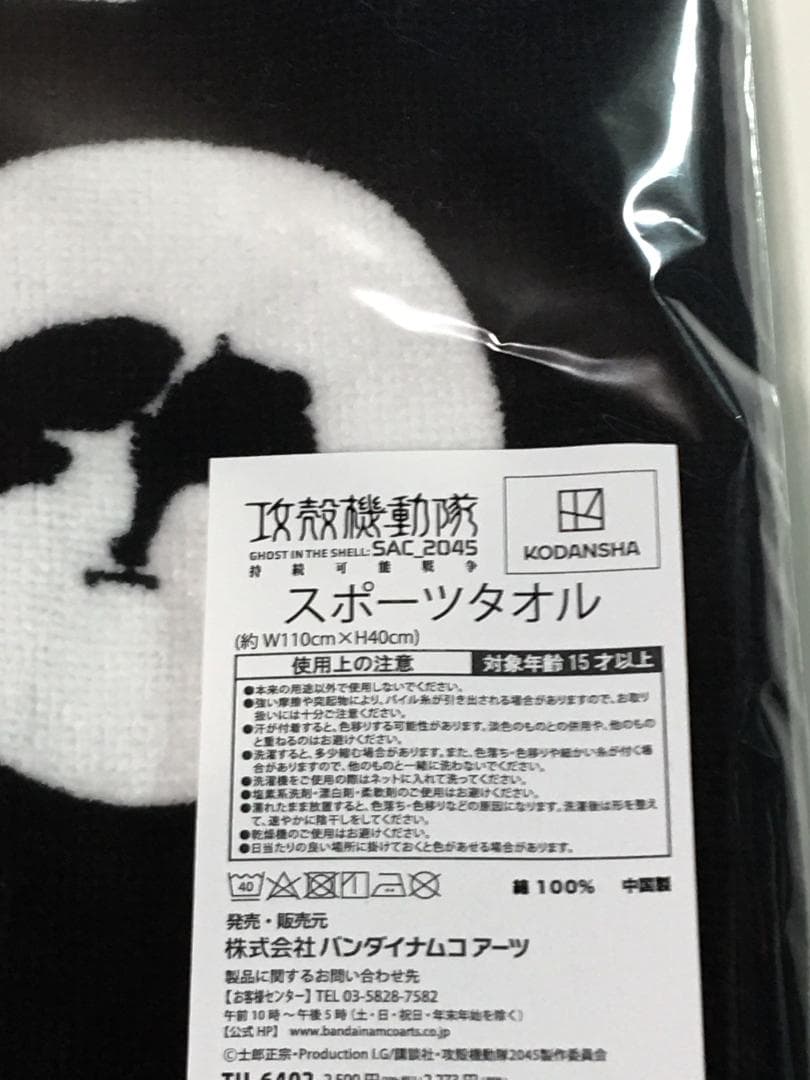 攻殻機動隊
GHOST IN THE SHELL: SAC_2045
持続可能戦争
KODANSHA
スポーツタオル
(約 W110cm×H40cm)
使用上の注意
対象年齢15才以上
●本来の用途以外で使用しないでください。
●強い摩擦や突起物により、パイル糸が引き出される場合がありますので、お取り
扱いには十分ご注意ください。
●汗が付着すると、色移りする可能性があります。淡色のものとの併用や、他のもの
と重ねるのはお避けください。
●洗濯すると、多少縮む場合があります。また、色落ち・色移りや細かい糸が付く場
合がありますので、他のものと一緒に洗わないでください。
●洗濯機をご使用の際はネットに入れて洗ってください。
●塩素系洗剤・漂白剤・柔軟剤のご使用はお避けください。
●濡れたまま放置すると、色落ち・色移りなどの原因になります。洗濯後は形を整え
て、速やかに陰干しをしてください。
●乾燥機のご使用はお避けください。
●日当たりの良い場所に掛けておくと色があせる場合があります。
40
綿 100% 中国製
発売・販売元
株式会社バンダイナムコアーツ
製品に関するお問い合わせ先
【お客様センター】 TEL 03-5828-7582
午前10時～午後5時（土・日・祝日・年末年始を除く）
【公式HP】 www.bandainamcoarts.co.jp
©士郎正宗・Production I.G/講談社・攻殻機動隊2045製作委員会